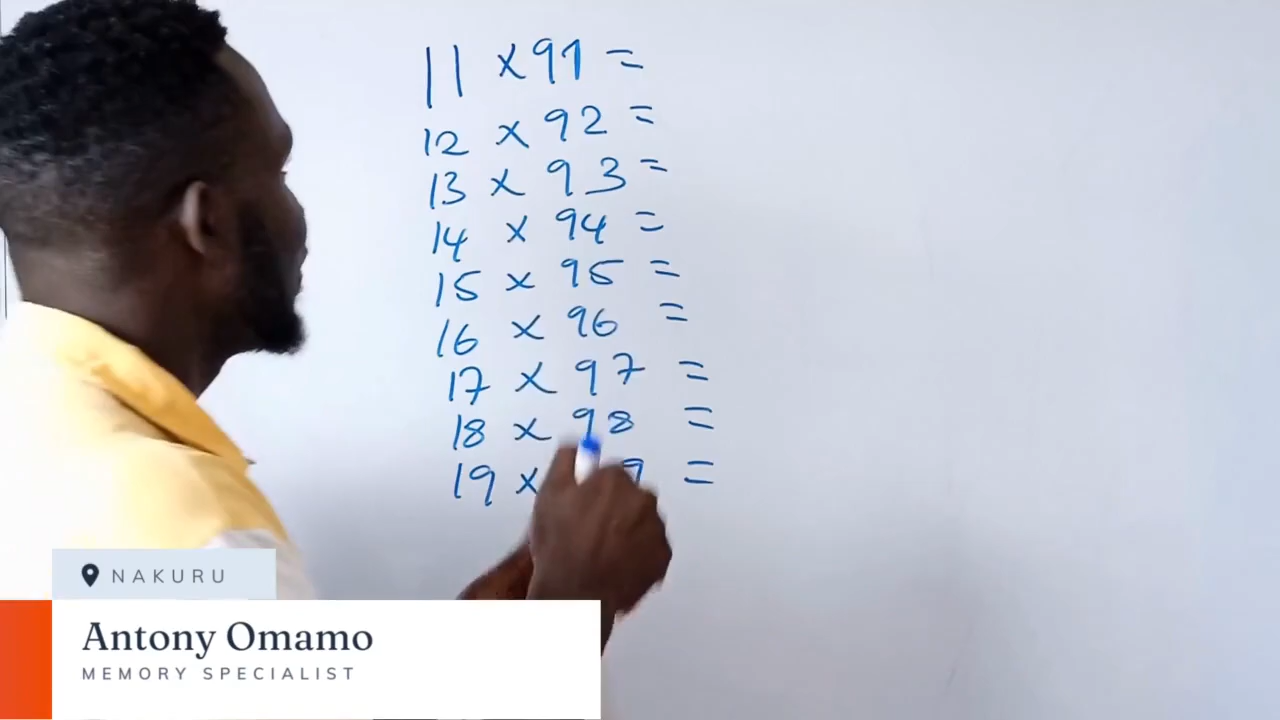 11 x 91 =
12 x 92 =
13 x 93 =
14 x 94 =
15 x 95 =
16 x 96 =
17 x 97 =
18 x 98 =
19 x 9 =
NAKURU
Antony Omamo
MEMORY SPECIALIST